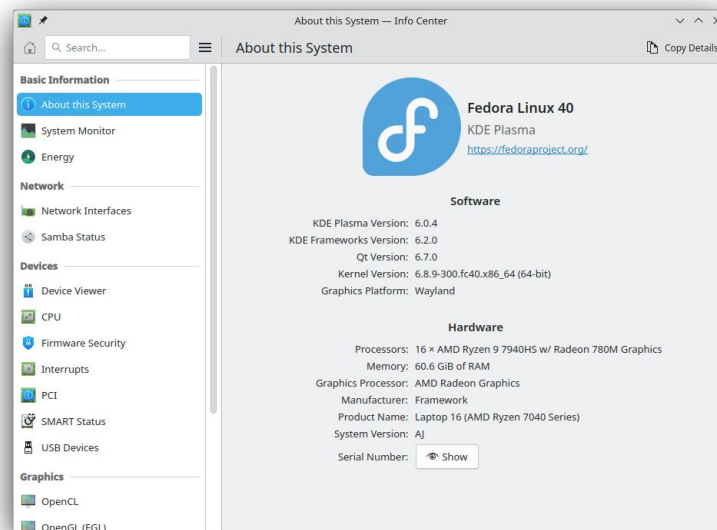 About this System — Info Center
Search...
About this System
Copy Details
Basic Information
About this System
System Monitor
Energy
Network
Network Interfaces
Samba Status
Devices
Device Viewer
CPU
Firmware Security
Interrupts
PCI
SMART Status
USB Devices
Graphics
OpenCL
OpenGL (EGL)
Fedora Linux 40
KDE Plasma
https://fedoraproject.org/
Software
KDE Plasma Version: 6.0.4
KDE Frameworks Version: 6.2.0
Qt Version: 6.7.0
Kernel Version: 6.8.9-300.fc40.x86_64 (64-bit)
Graphics Platform: Wayland
Hardware
Processors: 16 × AMD Ryzen 9 7940HS w/ Radeon 780M Graphics
Memory: 60.6 GiB of RAM
Graphics Processor: AMD Radeon Graphics
Manufacturer: Framework
Product Name: Laptop 16 (AMD Ryzen 7040 Series)
System Version: AJ
Serial Number: Show